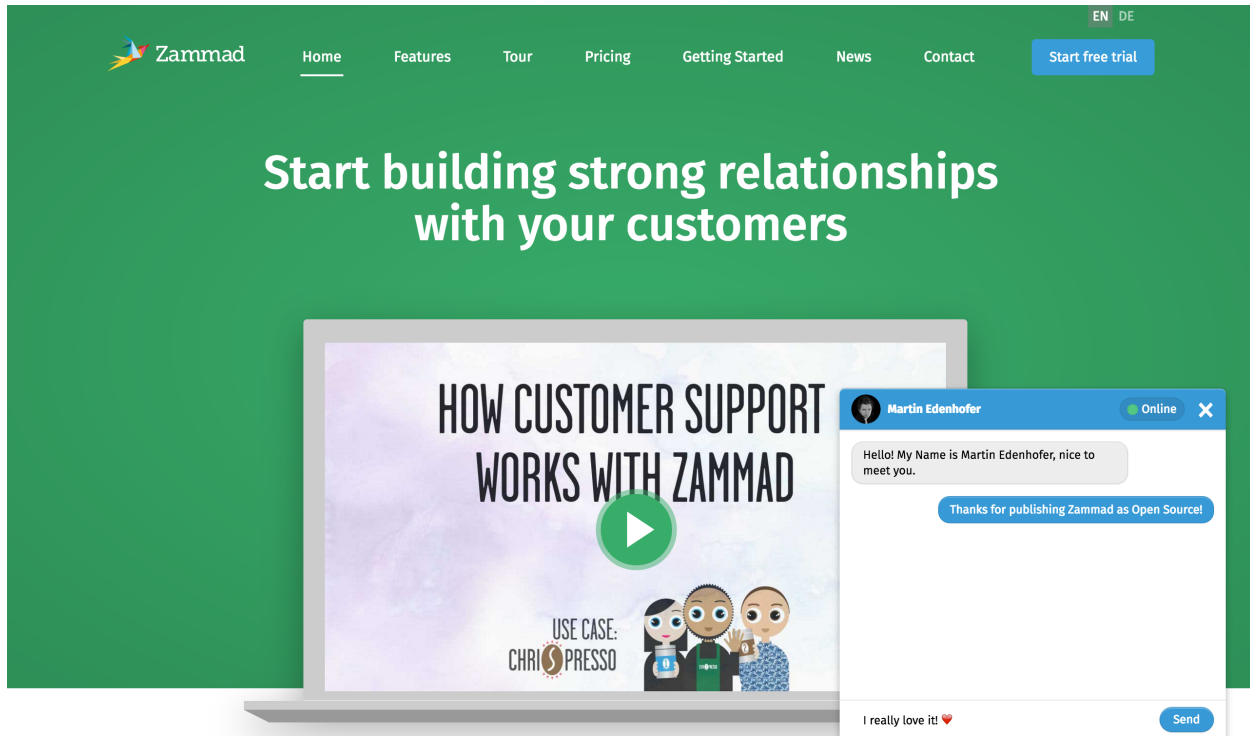 EN DE
Zammad
Home Features Tour Pricing Getting Started News Contact Start free trial
Start building strong relationships
with your customers
HOW CUSTOMER SUPPORT
WORKS WITH ZAMMAD
USE CASE:
CHRISPRESSO
Martin Edenhofer
Online
Hello! My Name is Martin Edenhofer, nice to
meet you.
Thanks for publishing Zammad as Open Source!
I really love it! ❤️
Send